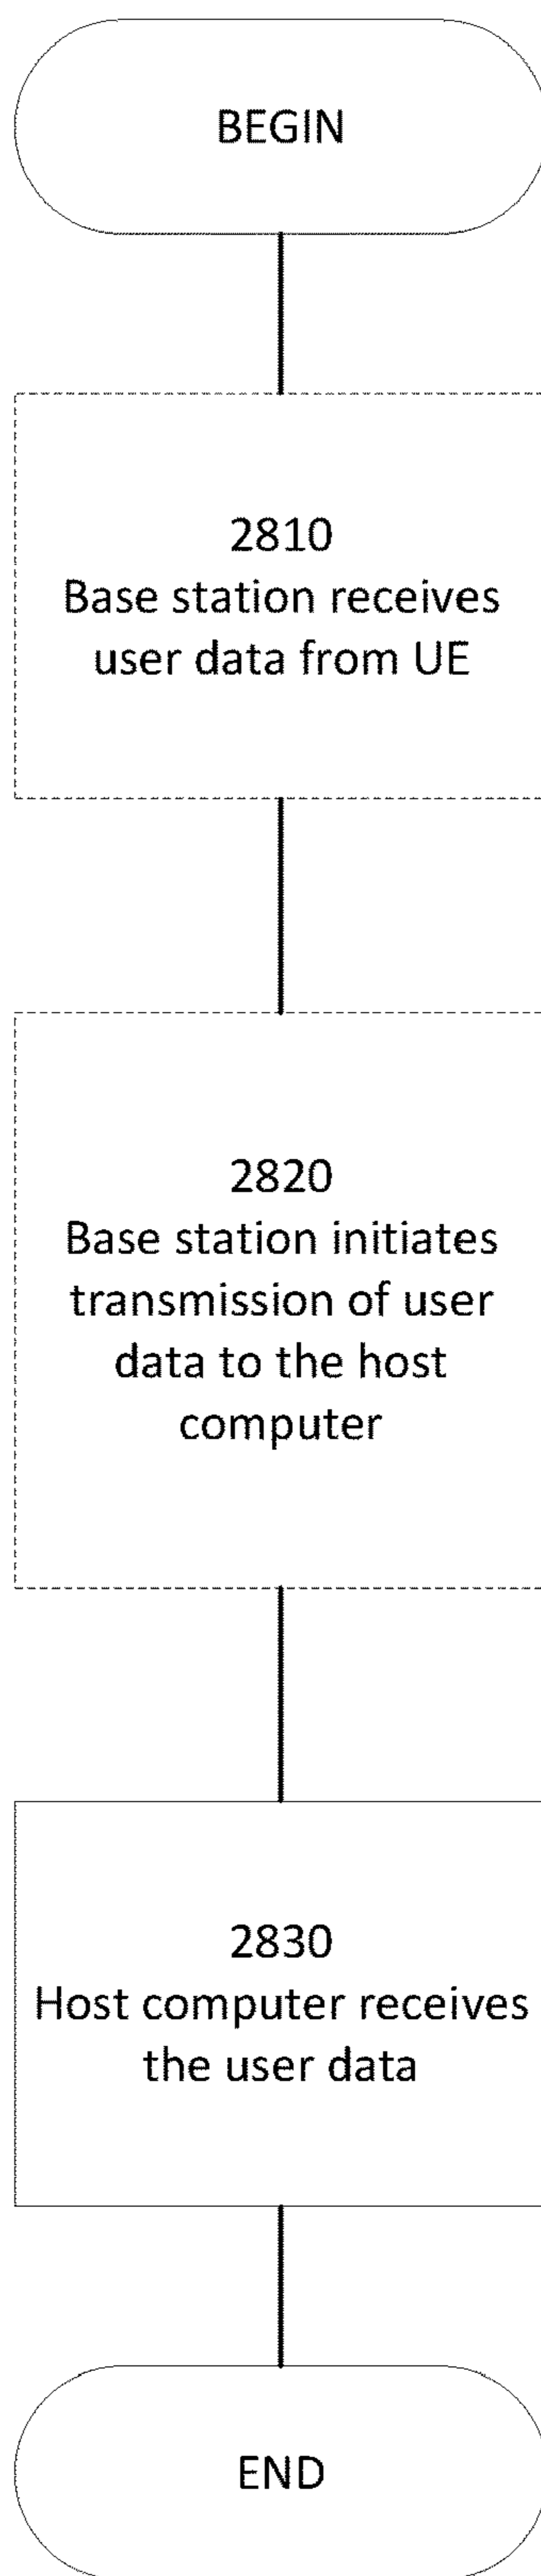 BEGIN
2810
Base station receives
user data from UE
2820
Base station initiates
transmission of user
data to the host
computer
2830
Host computer receives
the user data
END